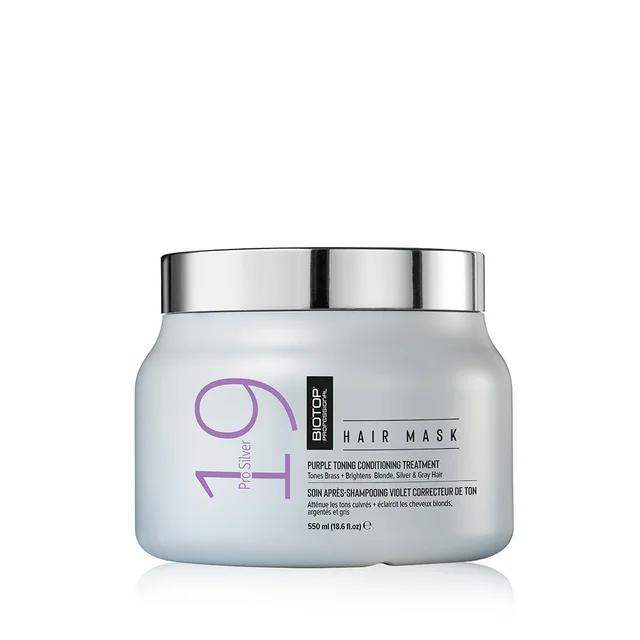 19
Pro Silver
BIOTOP®
PROFESSIONAL
HAIR MASK
PURPLE TONING CONDITIONING TREATMENT
Tones Brass + Brightens Blonde, Silver & Gray Hair
SOIN APRÈS-SHAMPOOING VIOLET CORRECTEUR DE TON
Atténue les tons cuivrés + éclaircit les cheveux blonds,
argentés et gris
550 ml (18.6 fl.oz) ℮